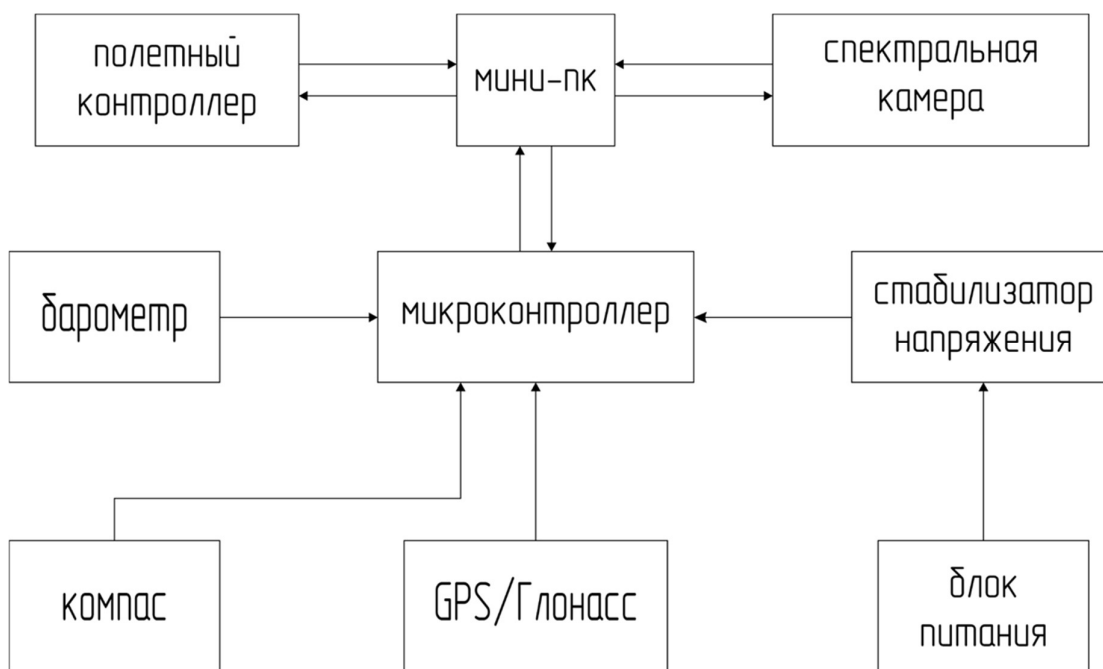 полетный
контроллер
мини-пк
спектральная
камера
барометр
микроконтроллер
стабилизатор
напряжения
компас
GPS/Глонасс
блок
питания